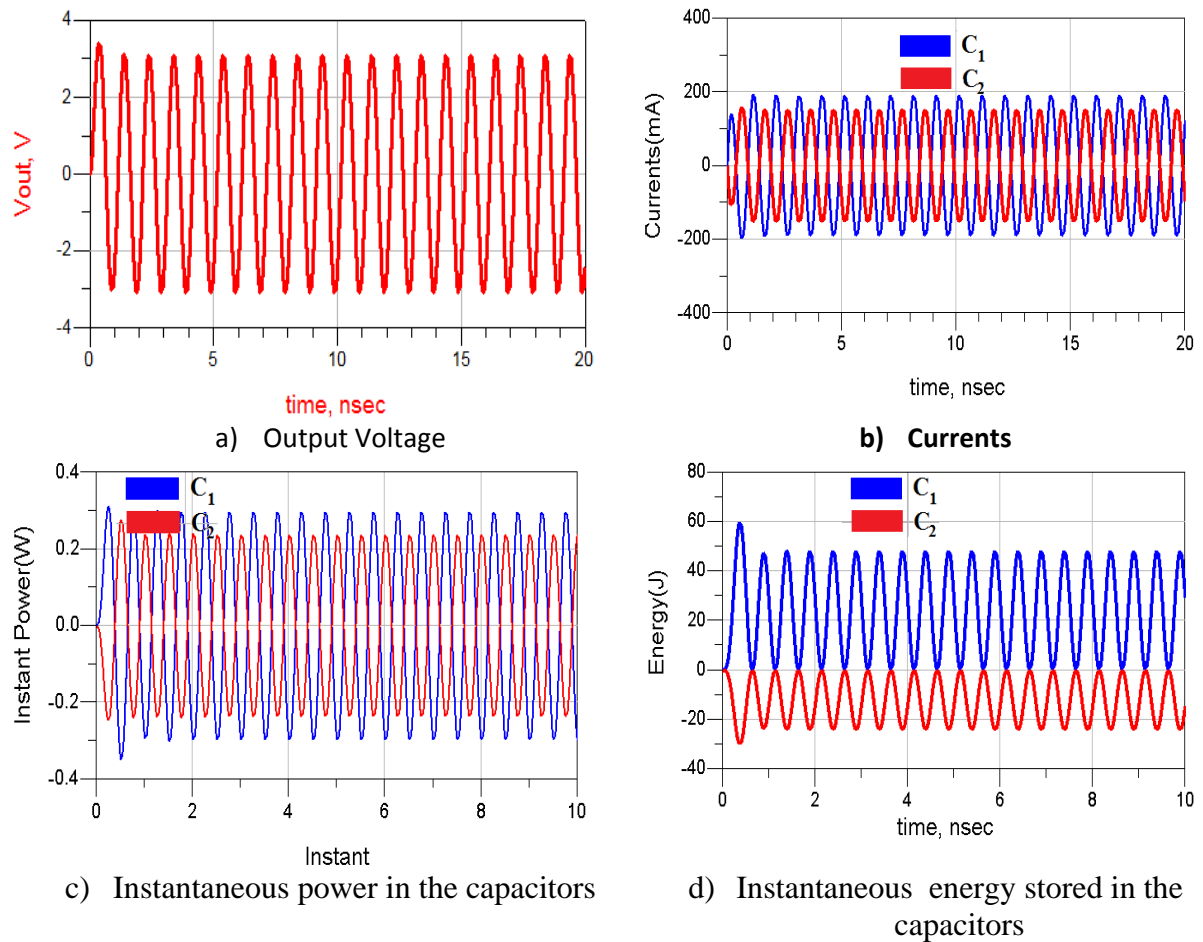 4
2
0
-2
-4
Vout, V
0
5
10
15
20
time, nsec
a) Output Voltage
400
200
0
-200
-400
Currents(mA)
C1
C2
0
5
10
15
20
time, nsec
b) Currents
0.4
0.2
0.0
-0.2
-0.4
Instant Power(W)
C1
C2
0
2
4
6
8
10
Instant
c) Instantaneous power in the capacitors
80
60
40
20
0
-20
-40
Energy(J)
C1
C2
0
2
4
6
8
10
time, nsec
d) Instantaneous energy stored in the
capacitors